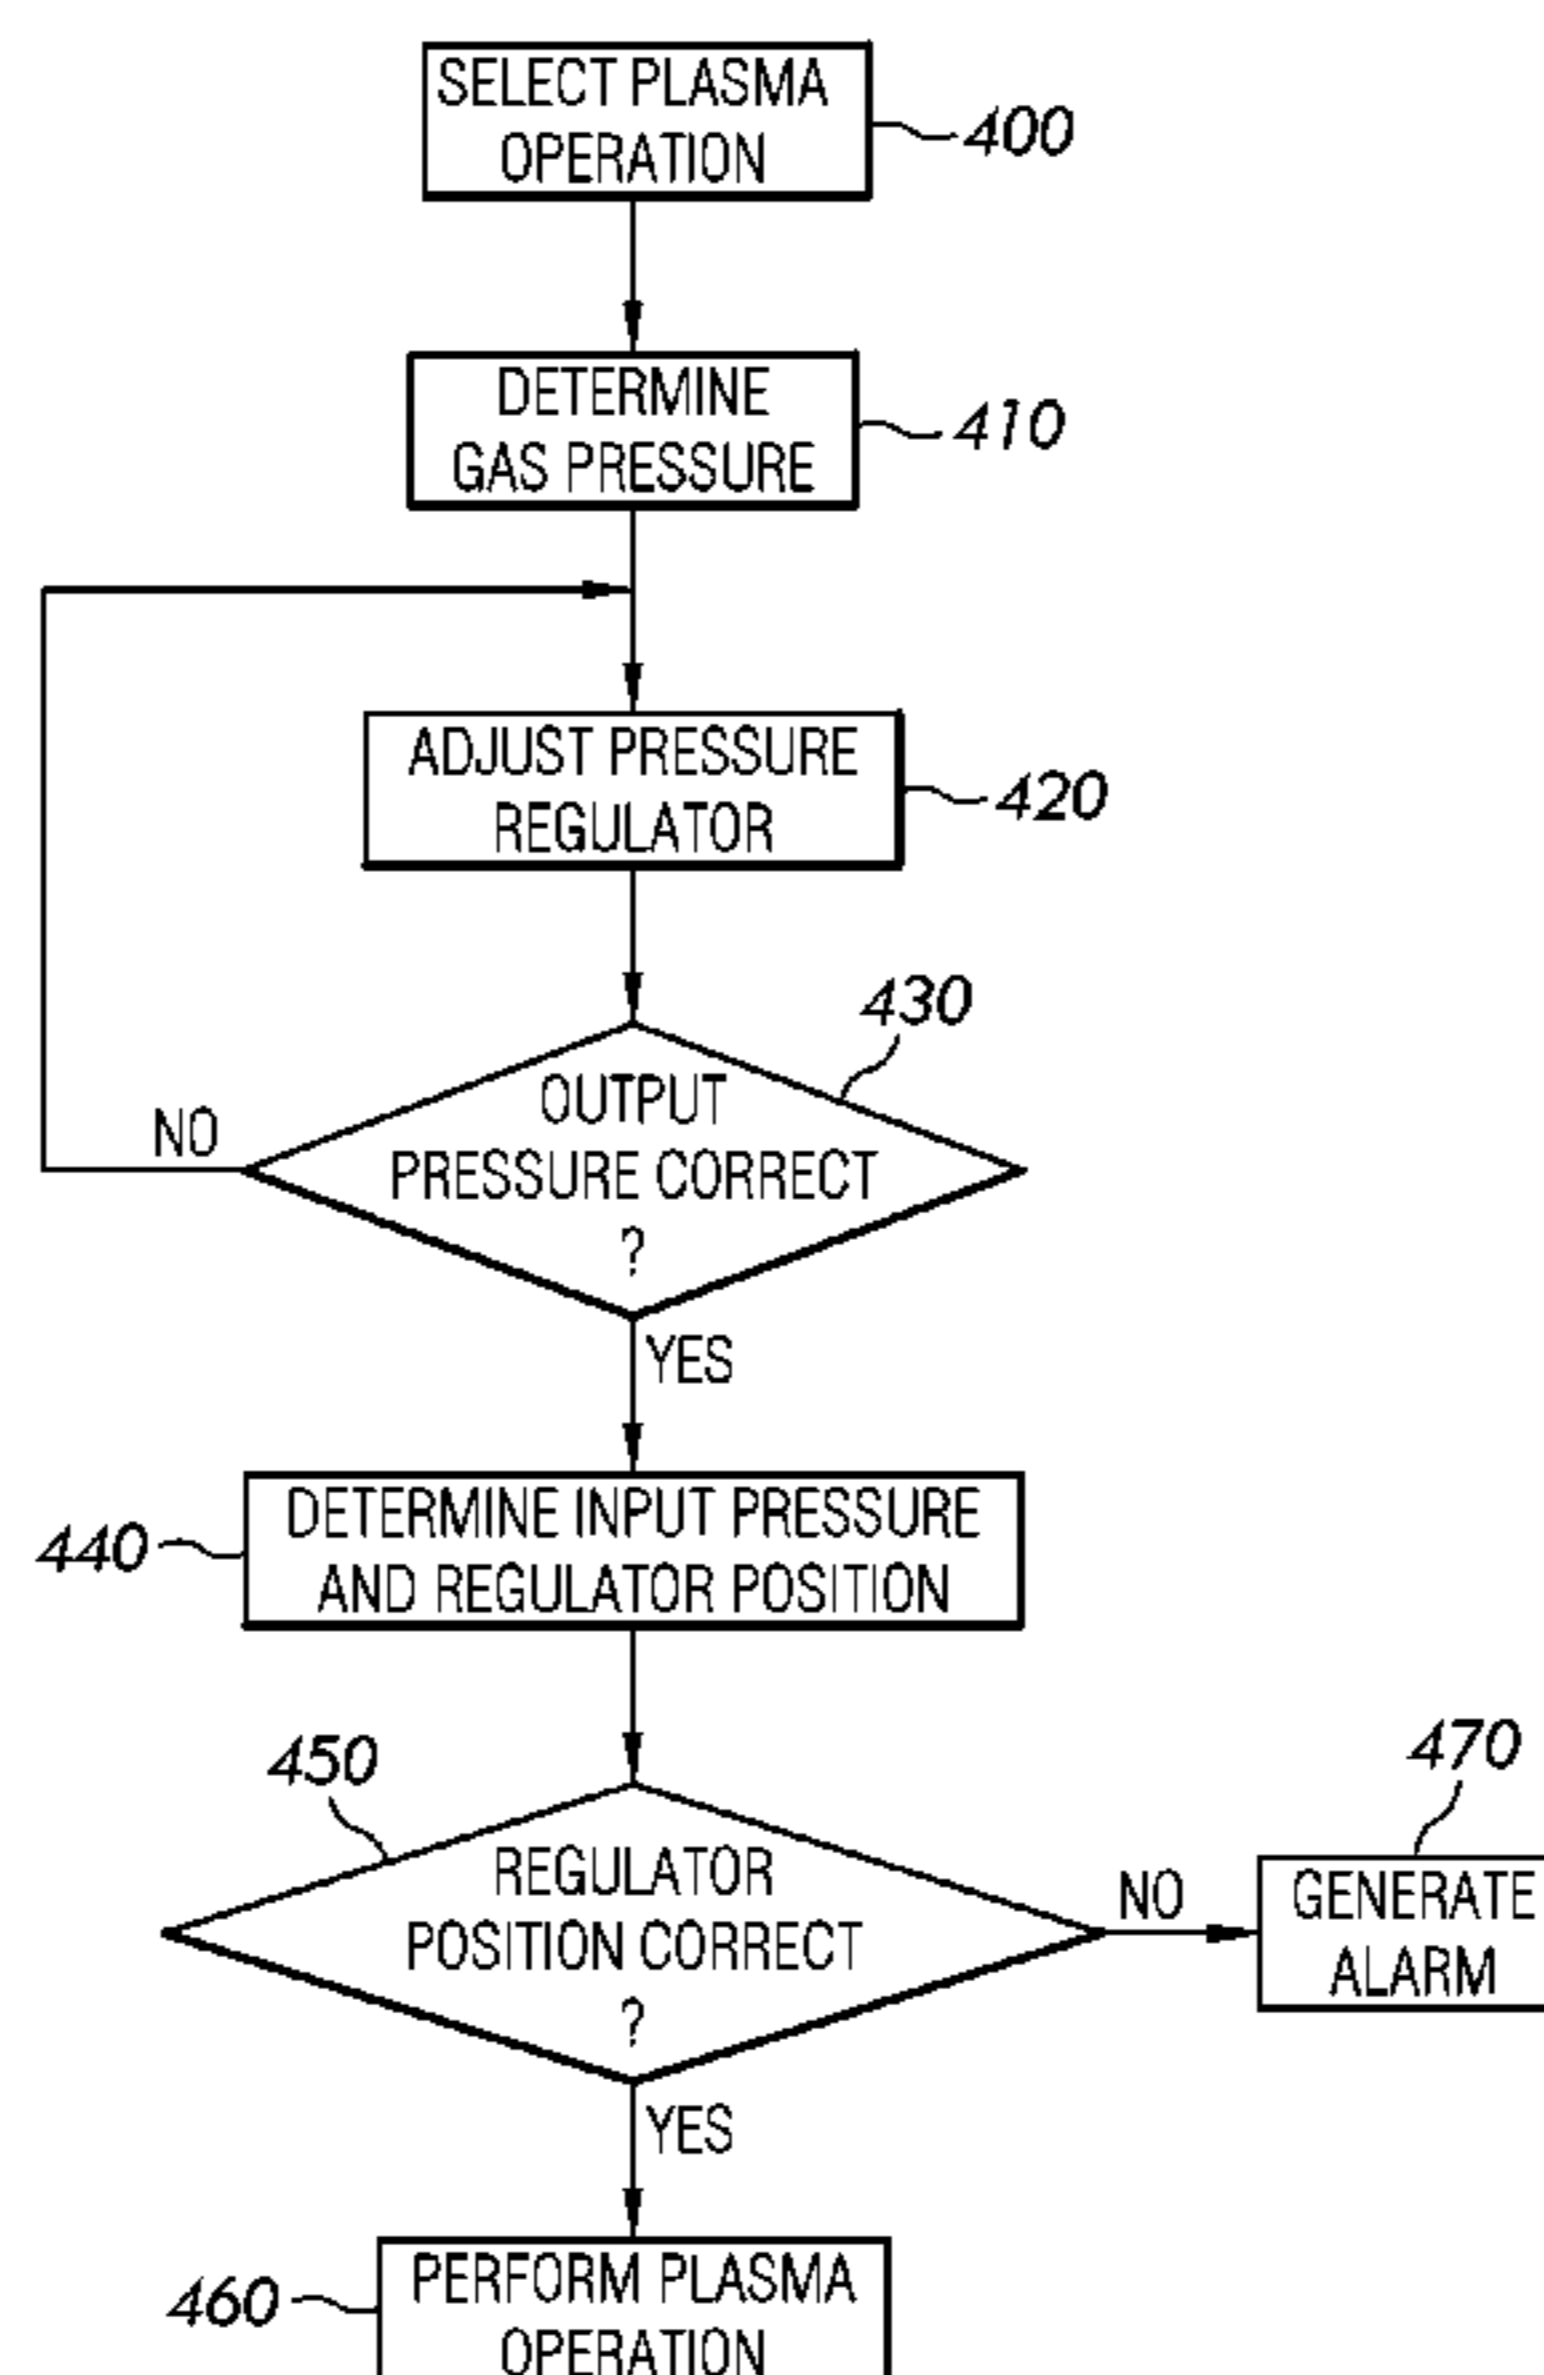 SELECT PLASMA
OPERATION
400
DETERMINE
GAS PRESSURE
410
ADJUST PRESSURE
REGULATOR
420
430
OUTPUT
PRESSURE CORRECT
?
NO
YES
DETERMINE INPUT PRESSURE
AND REGULATOR POSITION
440
450
REGULATOR
POSITION CORRECT
?
NO
470
GENERATE
ALARM
YES
PERFORM PLASMA
OPERATION
460